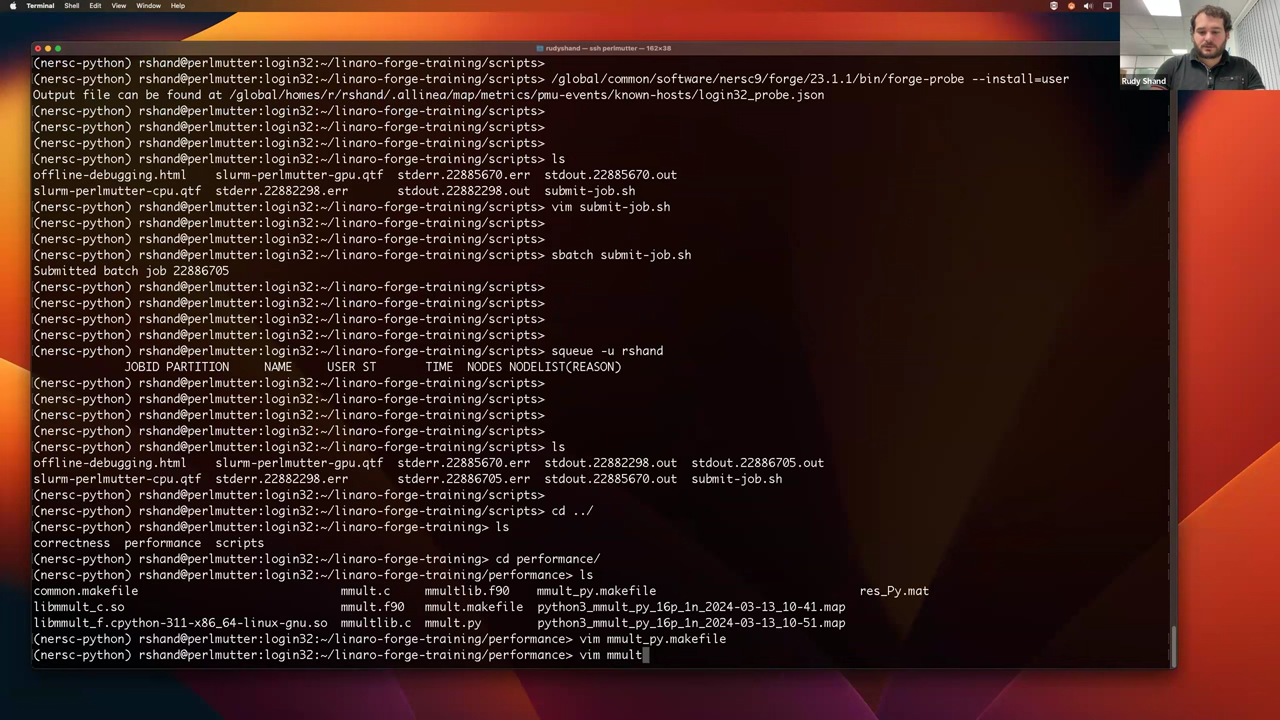 Terminal Shell Edit View Window Help
rudyshand — ssh perlmutter — 162×38
Rudy Shand
(nersc-python) rshand@perlmutter:login32:~/linaro-forge-training/scripts>
(nersc-python) rshand@perlmutter:login32:~/linaro-forge-training/scripts> /global/common/software/nersc9/forge/23.1.1/bin/forge-probe --install=user
Output file can be found at /global/homes/r/rshand/.allinea/map/metrics/pmu-events/known-hosts/login32_probe.json
(nersc-python) rshand@perlmutter:login32:~/linaro-forge-training/scripts>
(nersc-python) rshand@perlmutter:login32:~/linaro-forge-training/scripts>
(nersc-python) rshand@perlmutter:login32:~/linaro-forge-training/scripts>
(nersc-python) rshand@perlmutter:login32:~/linaro-forge-training/scripts> ls
offline-debugging.html slurm-perlmutter-gpu.qtf stderr.22885670.err stdout.22885670.out
slurm-perlmutter-cpu.qtf stderr.22882298.err stdout.22882298.out submit-job.sh
(nersc-python) rshand@perlmutter:login32:~/linaro-forge-training/scripts> vim submit-job.sh
(nersc-python) rshand@perlmutter:login32:~/linaro-forge-training/scripts>
(nersc-python) rshand@perlmutter:login32:~/linaro-forge-training/scripts>
(nersc-python) rshand@perlmutter:login32:~/linaro-forge-training/scripts> sbatch submit-job.sh
Submitted batch job 22886705
(nersc-python) rshand@perlmutter:login32:~/linaro-forge-training/scripts>
(nersc-python) rshand@perlmutter:login32:~/linaro-forge-training/scripts>
(nersc-python) rshand@perlmutter:login32:~/linaro-forge-training/scripts>
(nersc-python) rshand@perlmutter:login32:~/linaro-forge-training/scripts>
(nersc-python) rshand@perlmutter:login32:~/linaro-forge-training/scripts> squeue -u rshand
JOBID PARTITION NAME USER ST TIME NODES NODELIST(REASON)
(nersc-python) rshand@perlmutter:login32:~/linaro-forge-training/scripts>
(nersc-python) rshand@perlmutter:login32:~/linaro-forge-training/scripts>
(nersc-python) rshand@perlmutter:login32:~/linaro-forge-training/scripts>
(nersc-python) rshand@perlmutter:login32:~/linaro-forge-training/scripts>
(nersc-python) rshand@perlmutter:login32:~/linaro-forge-training/scripts> ls
offline-debugging.html slurm-perlmutter-gpu.qtf stderr.22885670.err stdout.22882298.out stdout.22886705.out
slurm-perlmutter-cpu.qtf stderr.22882298.err stderr.22886705.err stdout.22885670.out submit-job.sh
(nersc-python) rshand@perlmutter:login32:~/linaro-forge-training/scripts>
(nersc-python) rshand@perlmutter:login32:~/linaro-forge-training/scripts> cd ../
(nersc-python) rshand@perlmutter:login32:~/linaro-forge-training> ls
correctness performance scripts
(nersc-python) rshand@perlmutter:login32:~/linaro-forge-training> cd performance/
(nersc-python) rshand@perlmutter:login32:~/linaro-forge-training/performance> ls
common.makefile mmult.c mmultlib.f90 mmult_py.makefile res_Py.mat
libmmult_c.so mmult.f90 mmult.makefile python3_mmult_py_16p_1n_2024-03-13_10-41.map
libmmult_f.cpython-311-x86_64-linux-gnu.so mmultlib.c mmult.py python3_mmult_py_16p_1n_2024-03-13_10-51.map
(nersc-python) rshand@perlmutter:login32:~/linaro-forge-training/performance> vim mmult_py.makefile
(nersc-python) rshand@perlmutter:login32:~/linaro-forge-training/performance> vim mmult